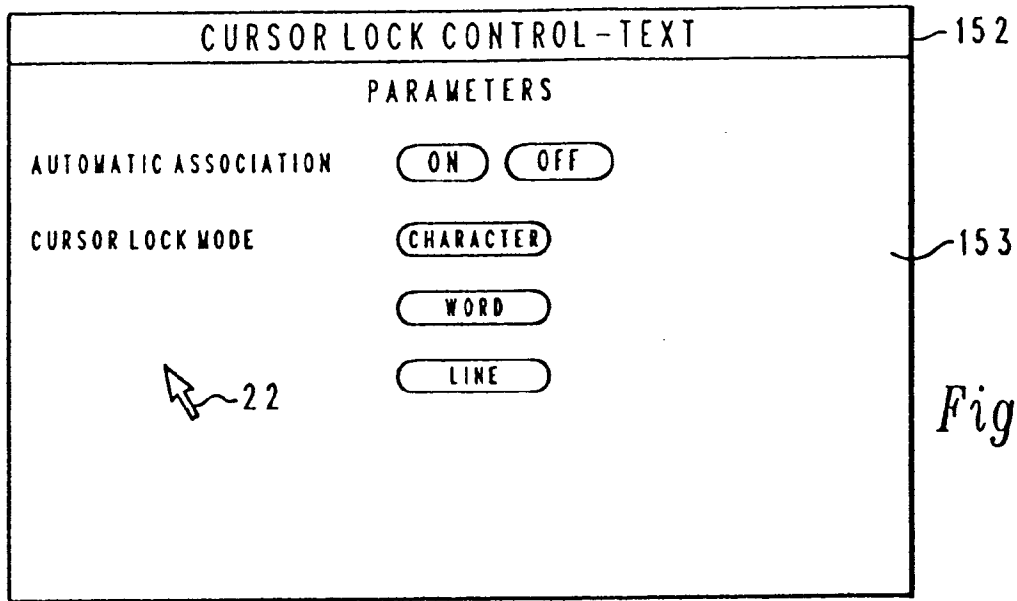 CURSOR LOCK CONTROL-TEXT
152
PARAMETERS
AUTOMATIC ASSOCIATION ON OFF
CURSOR LOCK MODE CHARACTER
153
WORD
LINE
22
Fig